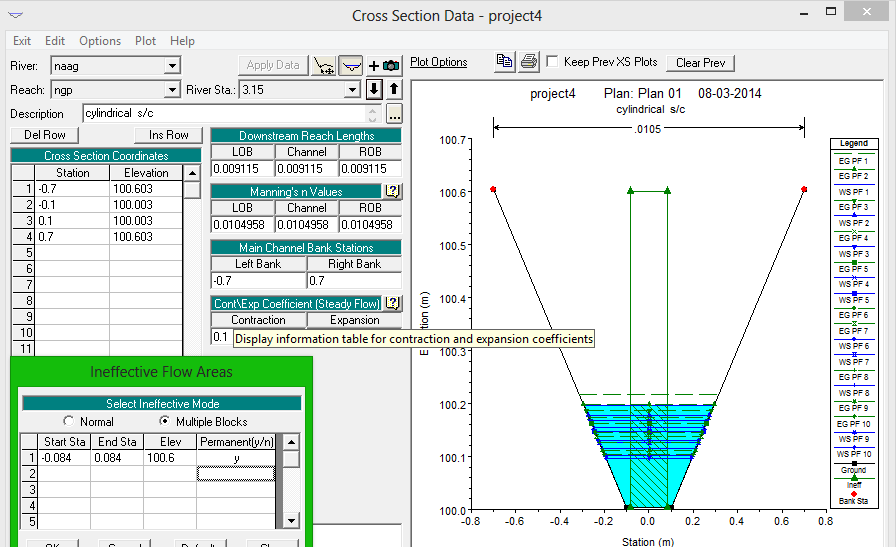 Cross Section Data - project4
Exit Edit Options Plot Help
River: naag Apply Data Plot Options Keep Prev XS Plots Clear Prev
Reach: ngp River Sta.: 3.15
Description cylindrical s/c ...
Del Row Ins Row
Cross Section Coordinates
Station Elevation
1 -0.7 100.603
2 -0.1 100.003
3 0.1 100.003
4 0.7 100.603
5
6
7
8
9
10
11
Downstream Reach Lengths
LOB Channel ROB
0.009115 0.009115 0.009115
Manning's n Values ?
LOB Channel ROB
0.0104958 0.0104958 0.0104958
Main Channel Bank Stations
Left Bank Right Bank
-0.7 0.7
Cont\Exp Coefficient (Steady Flow) ?
Contraction Expansion
0.1
Display information table for contraction and expansion coefficients
Ineffective Flow Areas
Select Ineffective Mode
Normal Multiple Blocks
Start Sta End Sta Elev Permanent(y/n)
1 -0.084 0.084 100.6 y
2
3
4
5
project4 Plan: Plan 01 08-03-2014
cylindrical s/c
.0105
100.7
100.6
100.5
100.4
100.3
100.2
100.1
100.0
-0.8 -0.6 -0.4 -0.2 0.0 0.2 0.4 0.6 0.8
Station (m)
Legend
EG PF 1
EG PF 2
WS PF 1
EG PF 3
WS PF 2
EG PF 4
WS PF 3
EG PF 5
WS PF 4
WS PF 5
EG PF 6
EG PF 7
WS PF 6
WS PF 7
EG PF 8
WS PF 8
EG PF 9
EG PF 10
WS PF 9
WS PF 10
Ground
Ineff
Bank Sta